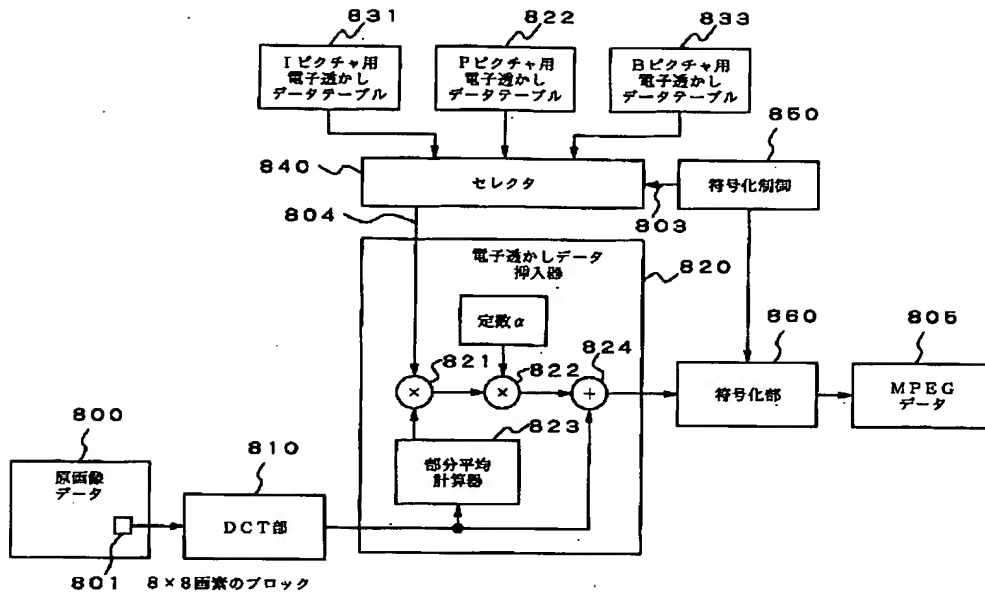 831
822
833
Iピクチャ用
電子透かし
データテーブル
Pピクチャ用
電子透かし
データテーブル
Bピクチャ用
電子透かし
データテーブル
850
840
セレクタ
符号化制御
804
803
電子透かしデータ
挿入器
820
定数α
860
805
821
822
824
×
×
+
符号化部
MPEG
データ
800
810
823
原画像
データ
部分平均
計算器
DCT部
801
8×8画素のブロック